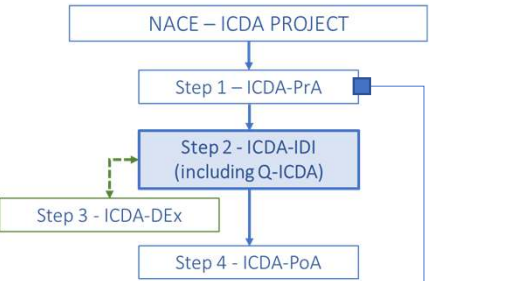 NACE – ICDA PROJECT
Step 1 – ICDA-PrA
Step 2 - ICDA-IDI
(including Q-ICDA)
Step 3 - ICDA-DEx
Step 4 - ICDA-PoA